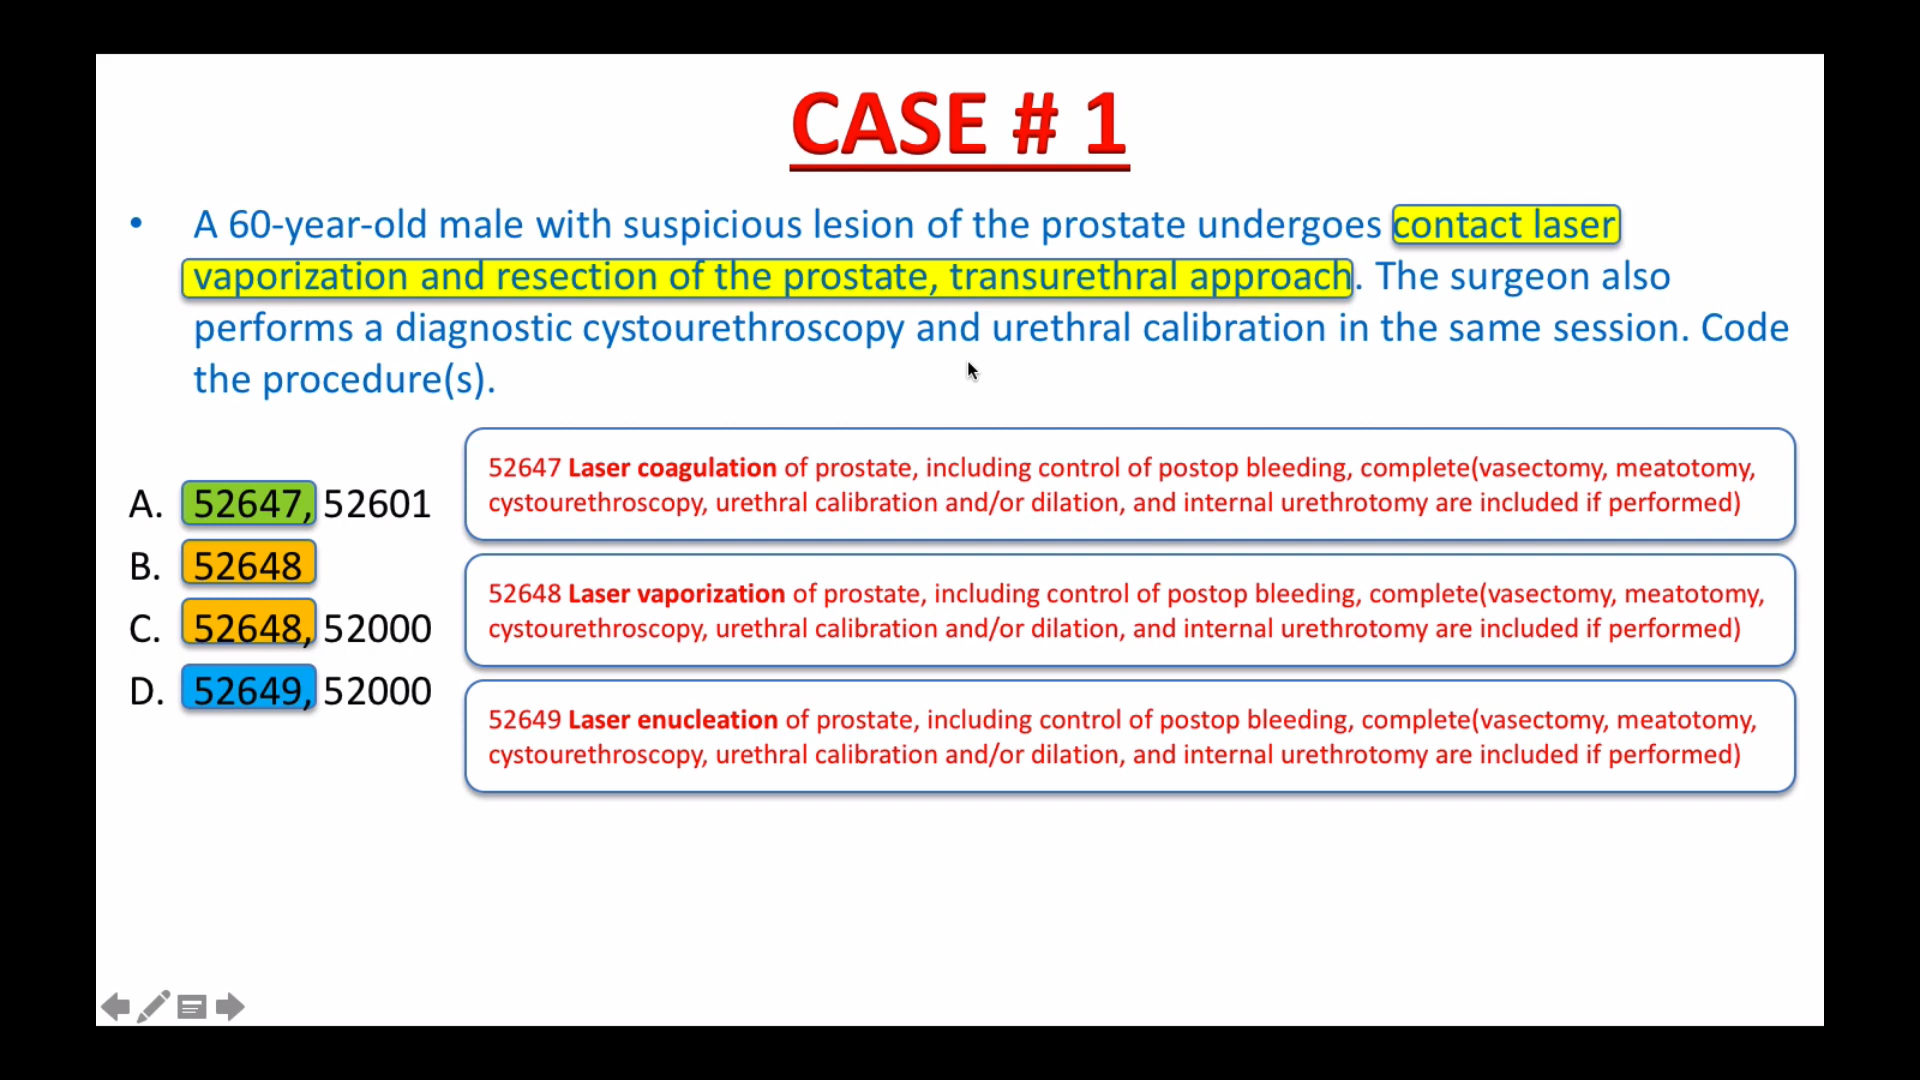 CASE # 1
• A 60-year-old male with suspicious lesion of the prostate undergoes contact laser
vaporization and resection of the prostate, transurethral approach. The surgeon also
performs a diagnostic cystourethroscopy and urethral calibration in the same session. Code
the procedure(s).
A. 52647, 52601
B. 52648
C. 52648, 52000
D. 52649, 52000
52647 Laser coagulation of prostate, including control of postop bleeding, complete(vasectomy, meatotomy,
cystourethroscopy, urethral calibration and/or dilation, and internal urethrotomy are included if performed)
52648 Laser vaporization of prostate, including control of postop bleeding, complete(vasectomy, meatotomy,
cystourethroscopy, urethral calibration and/or dilation, and internal urethrotomy are included if performed)
52649 Laser enucleation of prostate, including control of postop bleeding, complete(vasectomy, meatotomy,
cystourethroscopy, urethral calibration and/or dilation, and internal urethrotomy are included if performed)